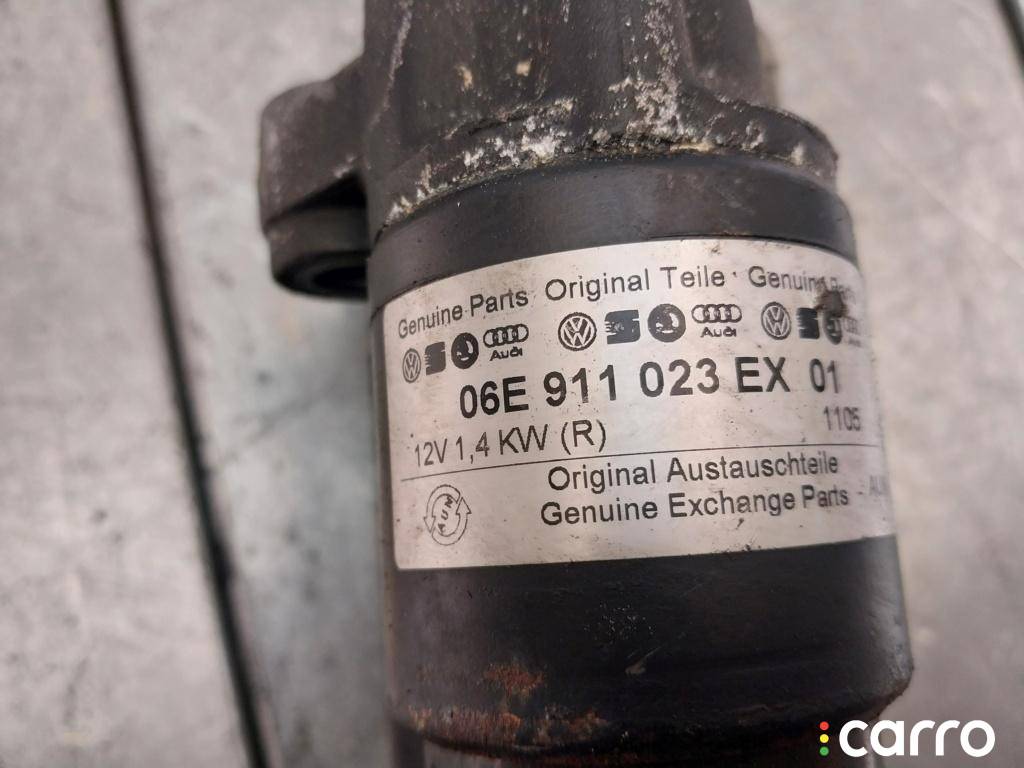 Genuine Parts Original Teile Genuine
Audi Audi
06E 911 023 EX 01
12V 1,4 KW (R) 1105
Original Austauschteile
Genuine Exchange Parts -
carro